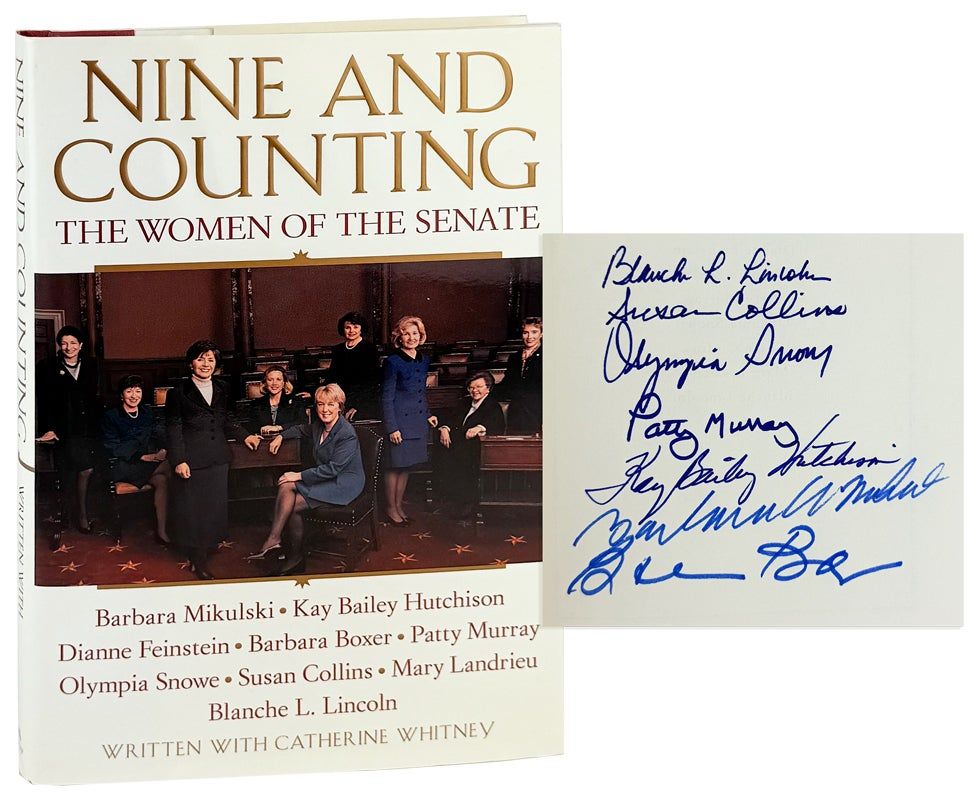 NINE AND COUNTING WRITTEN WITH
NINE AND
COUNTING
THE WOMEN OF THE SENATE
Barbara Mikulski • Kay Bailey Hutchison
Dianne Feinstein • Barbara Boxer • Patty Murray
Olympia Snowe • Susan Collins • Mary Landrieu
Blanche L. Lincoln
WRITTEN WITH CATHERINE WHITNEY
Blanche L. Lincoln
Susan Collins
Olympia Snowe
Patty Murray
Kay Bailey Hutchison
Barbara Mikulski